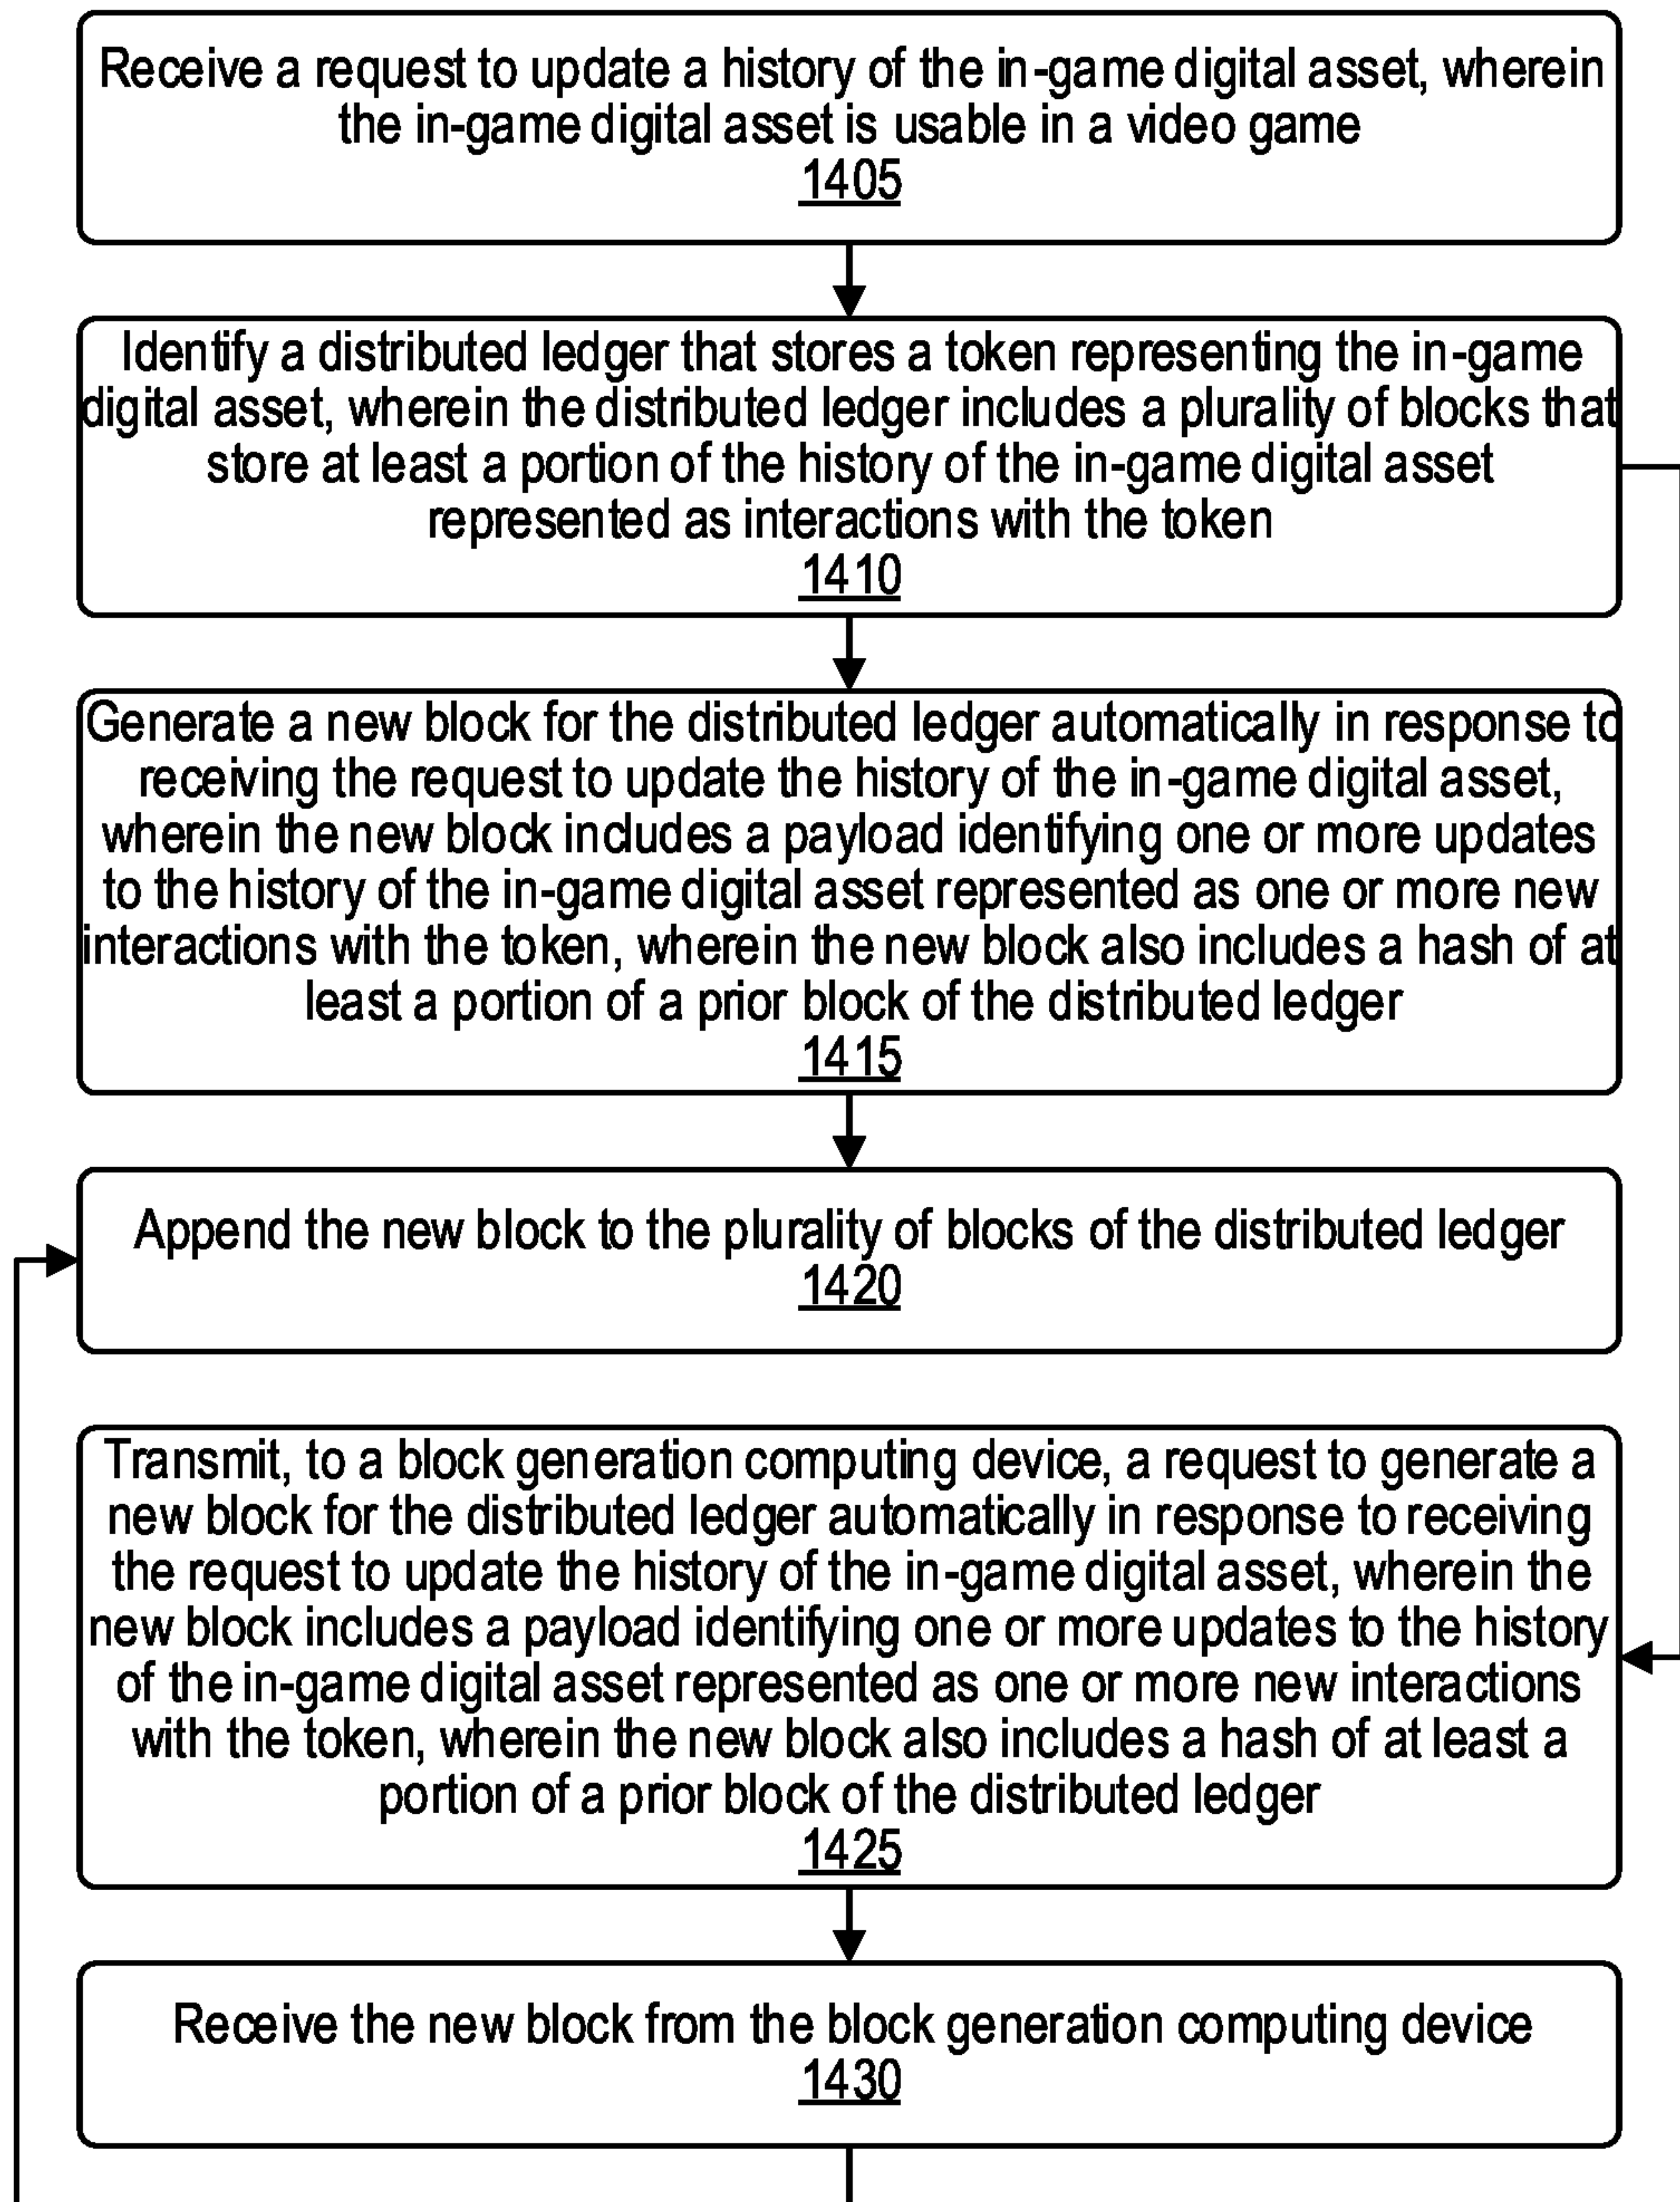 Receive a request to update a history of the in-game digital asset, wherein
the in-game digital asset is usable in a video game
1405
Identify a distributed ledger that stores a token representing the in-game
digital asset, wherein the distributed ledger includes a plurality of blocks that
store at least a portion of the history of the in-game digital asset
represented as interactions with the token
1410
Generate a new block for the distributed ledger automatically in response to
receiving the request to update the history of the in-game digital asset,
wherein the new block includes a payload identifying one or more updates
to the history of the in-game digital asset represented as one or more new
interactions with the token, wherein the new block also includes a hash of at
least a portion of a prior block of the distributed ledger
1415
Append the new block to the plurality of blocks of the distributed ledger
1420
Transmit, to a block generation computing device, a request to generate a
new block for the distributed ledger automatically in response to receiving
the request to update the history of the in-game digital asset, wherein the
new block includes a payload identifying one or more updates to the history
of the in-game digital asset represented as one or more new interactions
with the token, wherein the new block also includes a hash of at least a
portion of a prior block of the distributed ledger
1425
Receive the new block from the block generation computing device
1430